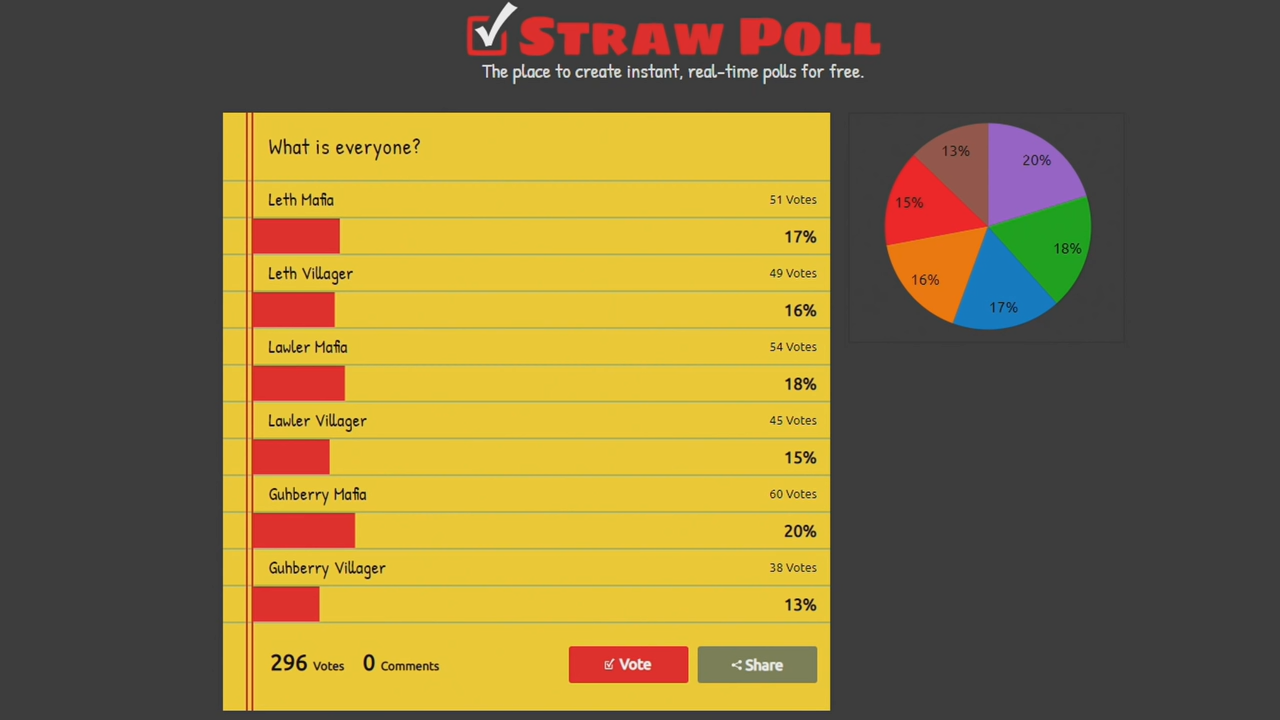 STRAW POLL
The place to create instant, real-time polls for free.
What is everyone?
Leth Mafia 51 Votes
17%
Leth Villager 49 Votes
16%
Lawler Mafia 54 Votes
18%
Lawler Villager 45 Votes
15%
Guhberry Mafia 60 Votes
20%
Guhberry Villager 38 Votes
13%
296 Votes 0 Comments Vote Share
13% 20%
15%
18%
16%
17%